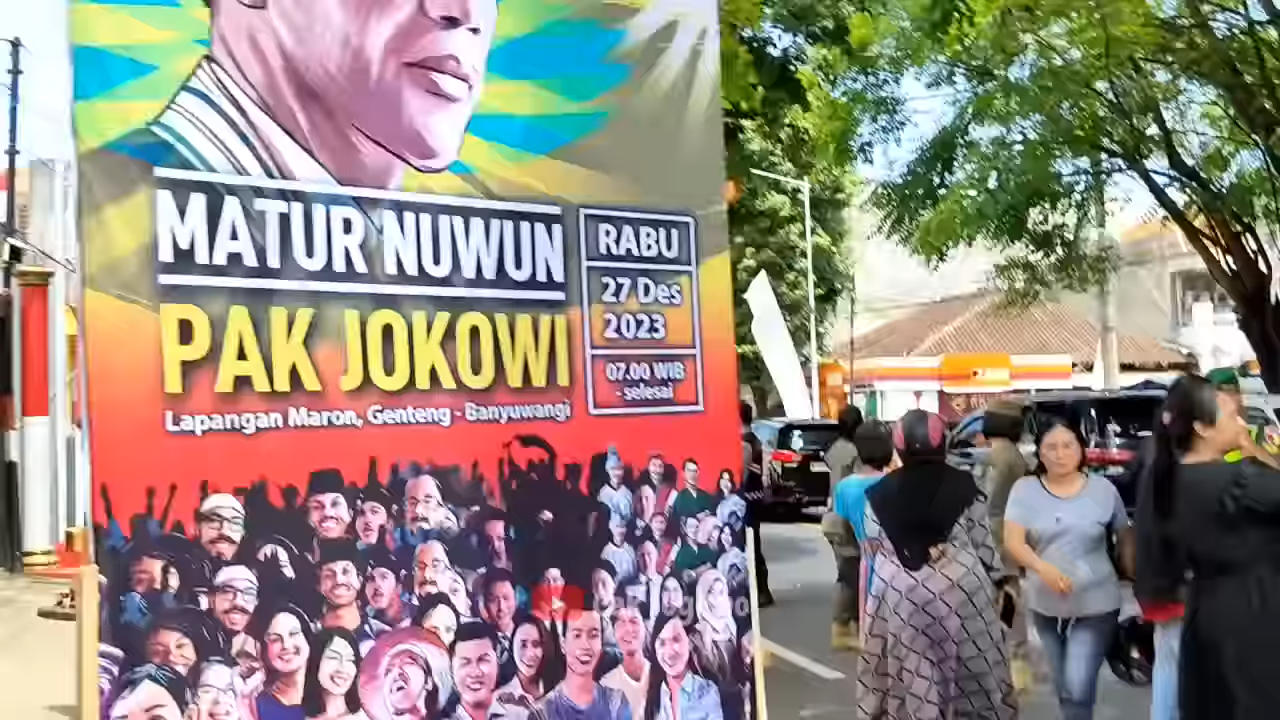 MATUR NUWUN
PAK JOKOWI
Lapangan Maron, Genteng - Banyuwangi
RABU
27 Des
2023
07.00 WIB
- selesai